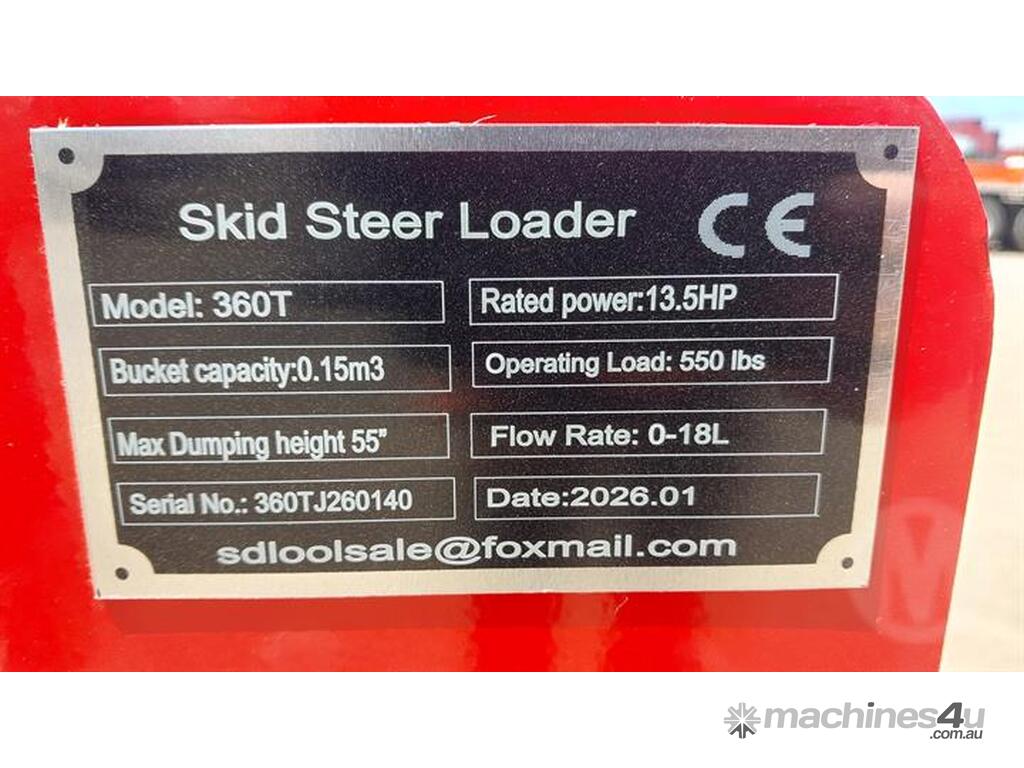 Skid Steer Loader CE
Model: 360T
Rated power:13.5HP
Bucket capacity:0.15m3
Operating Load: 550 lbs
Max Dumping height 55"
Flow Rate: 0-18L
Serial No.: 360TJ260140
Date:2026.01
sdloolsale@foxmail.com
machines4u
.com.au